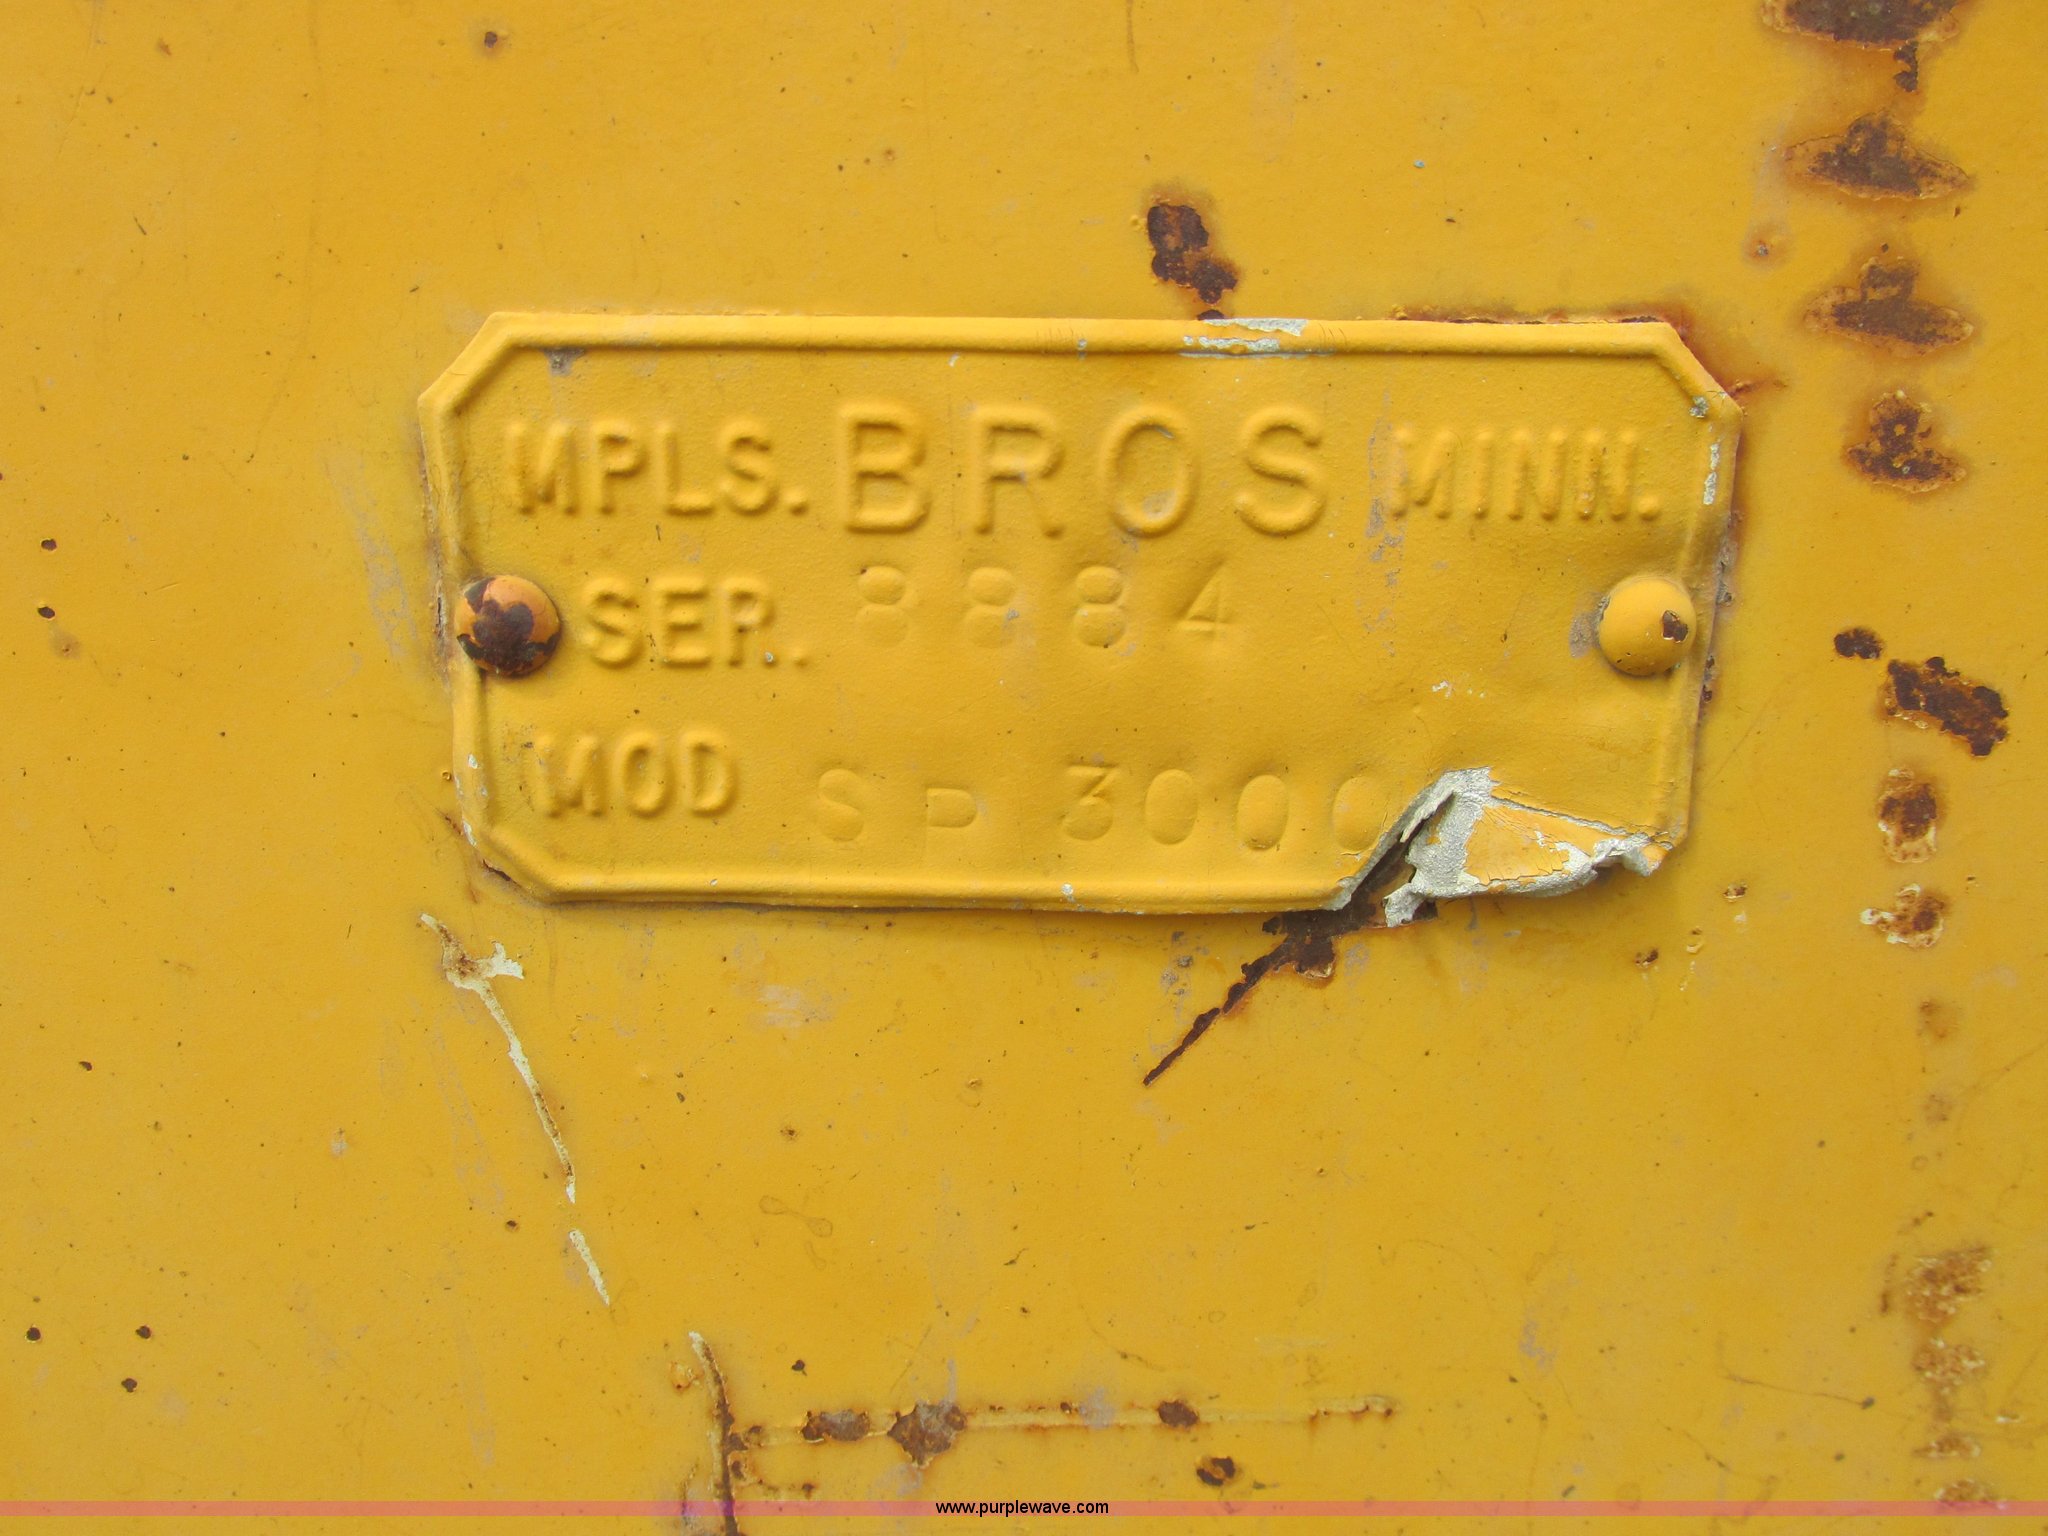 MPLS. BROS MINN.
SER. 8884
MOD SP 3000
www.purplewave.com